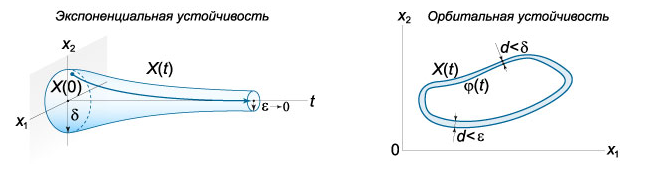 Экспоненциальная устойчивость
x₂
X(t)
X(0)
δ
ε→0
t
x₁
Орбитальная устойчивость
x₂
d<δ
X(t)
φ(t)
d<ε
0
x₁